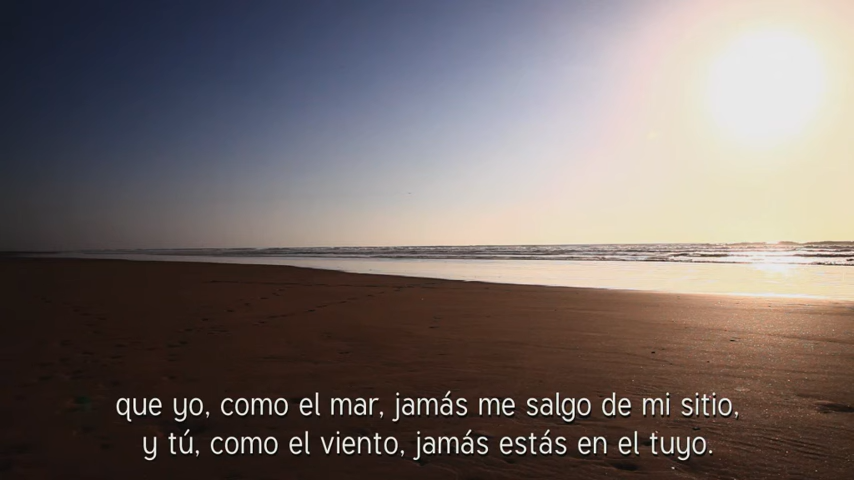 que yo, como el mar, jamás me salgo de mi sitio,
y tú, como el viento, jamás estás en el tuyo.